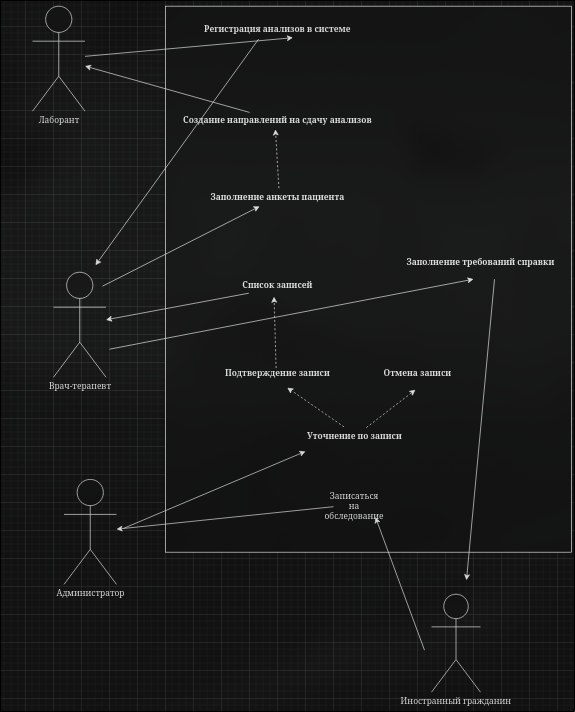 Регистрация анализов в системе
Лаборант
Создание направлений на сдачу анализов
Заполнение анкеты пациента
Заполнение требований справки
Список записей
Врач-терапевт
Подтверждение записи
Отмена записи
Уточнение по записи
Записаться
на
обследование
Администратор
Иностранный гражданин